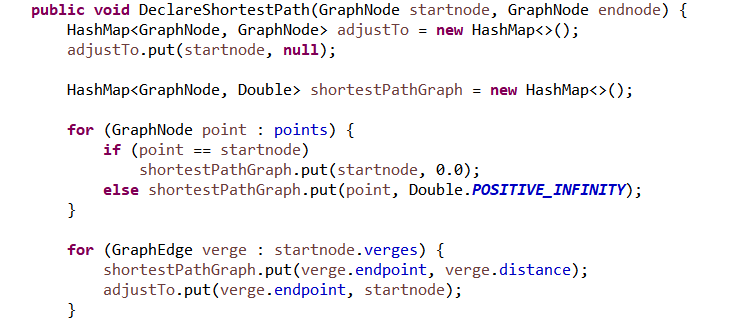 public void DeclareShortestPath(GraphNode startnode, GraphNode endnode) {
HashMap<GraphNode, GraphNode> adjustTo = new HashMap<>();
adjustTo.put(startnode, null);
HashMap<GraphNode, Double> shortestPathGraph = new HashMap<>();
for (GraphNode point : points) {
if (point == startnode)
shortestPathGraph.put(startnode, 0.0);
else shortestPathGraph.put(point, Double.POSITIVE_INFINITY);
}
for (GraphEdge verge : startnode.verges) {
shortestPathGraph.put(verge.endpoint, verge.distance);
adjustTo.put(verge.endpoint, startnode);
}